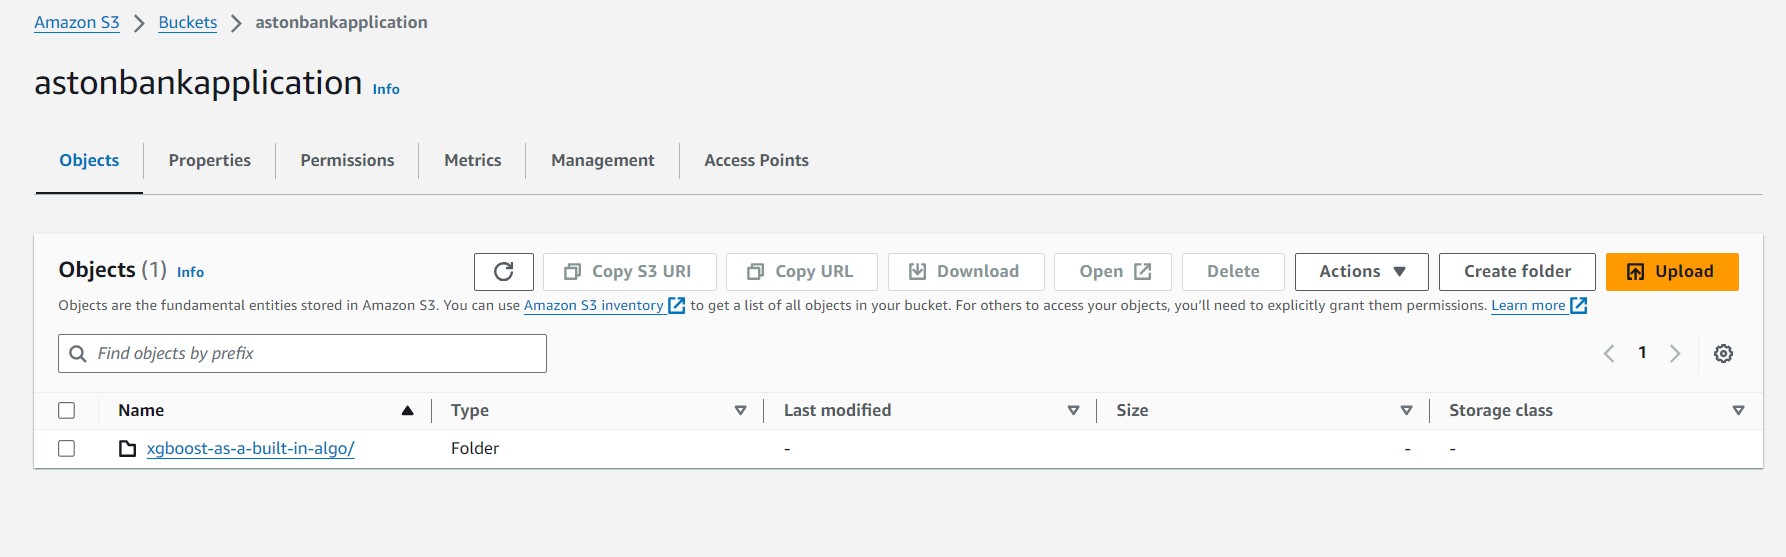 Amazon S3 > Buckets > astonbankapplication
astonbankapplication Info
Objects Properties Permissions Metrics Management Access Points
Objects (1) Info Copy S3 URI Copy URL Download Open Delete Actions Create folder Upload
Objects are the fundamental entities stored in Amazon S3. You can use Amazon S3 inventory to get a list of all objects in your bucket. For others to access your objects, you’ll need to explicitly grant them permissions. Learn more
Find objects by prefix < 1 >
Name Type Last modified Size Storage class
xgboost-as-a-built-in-algo/ Folder - - -